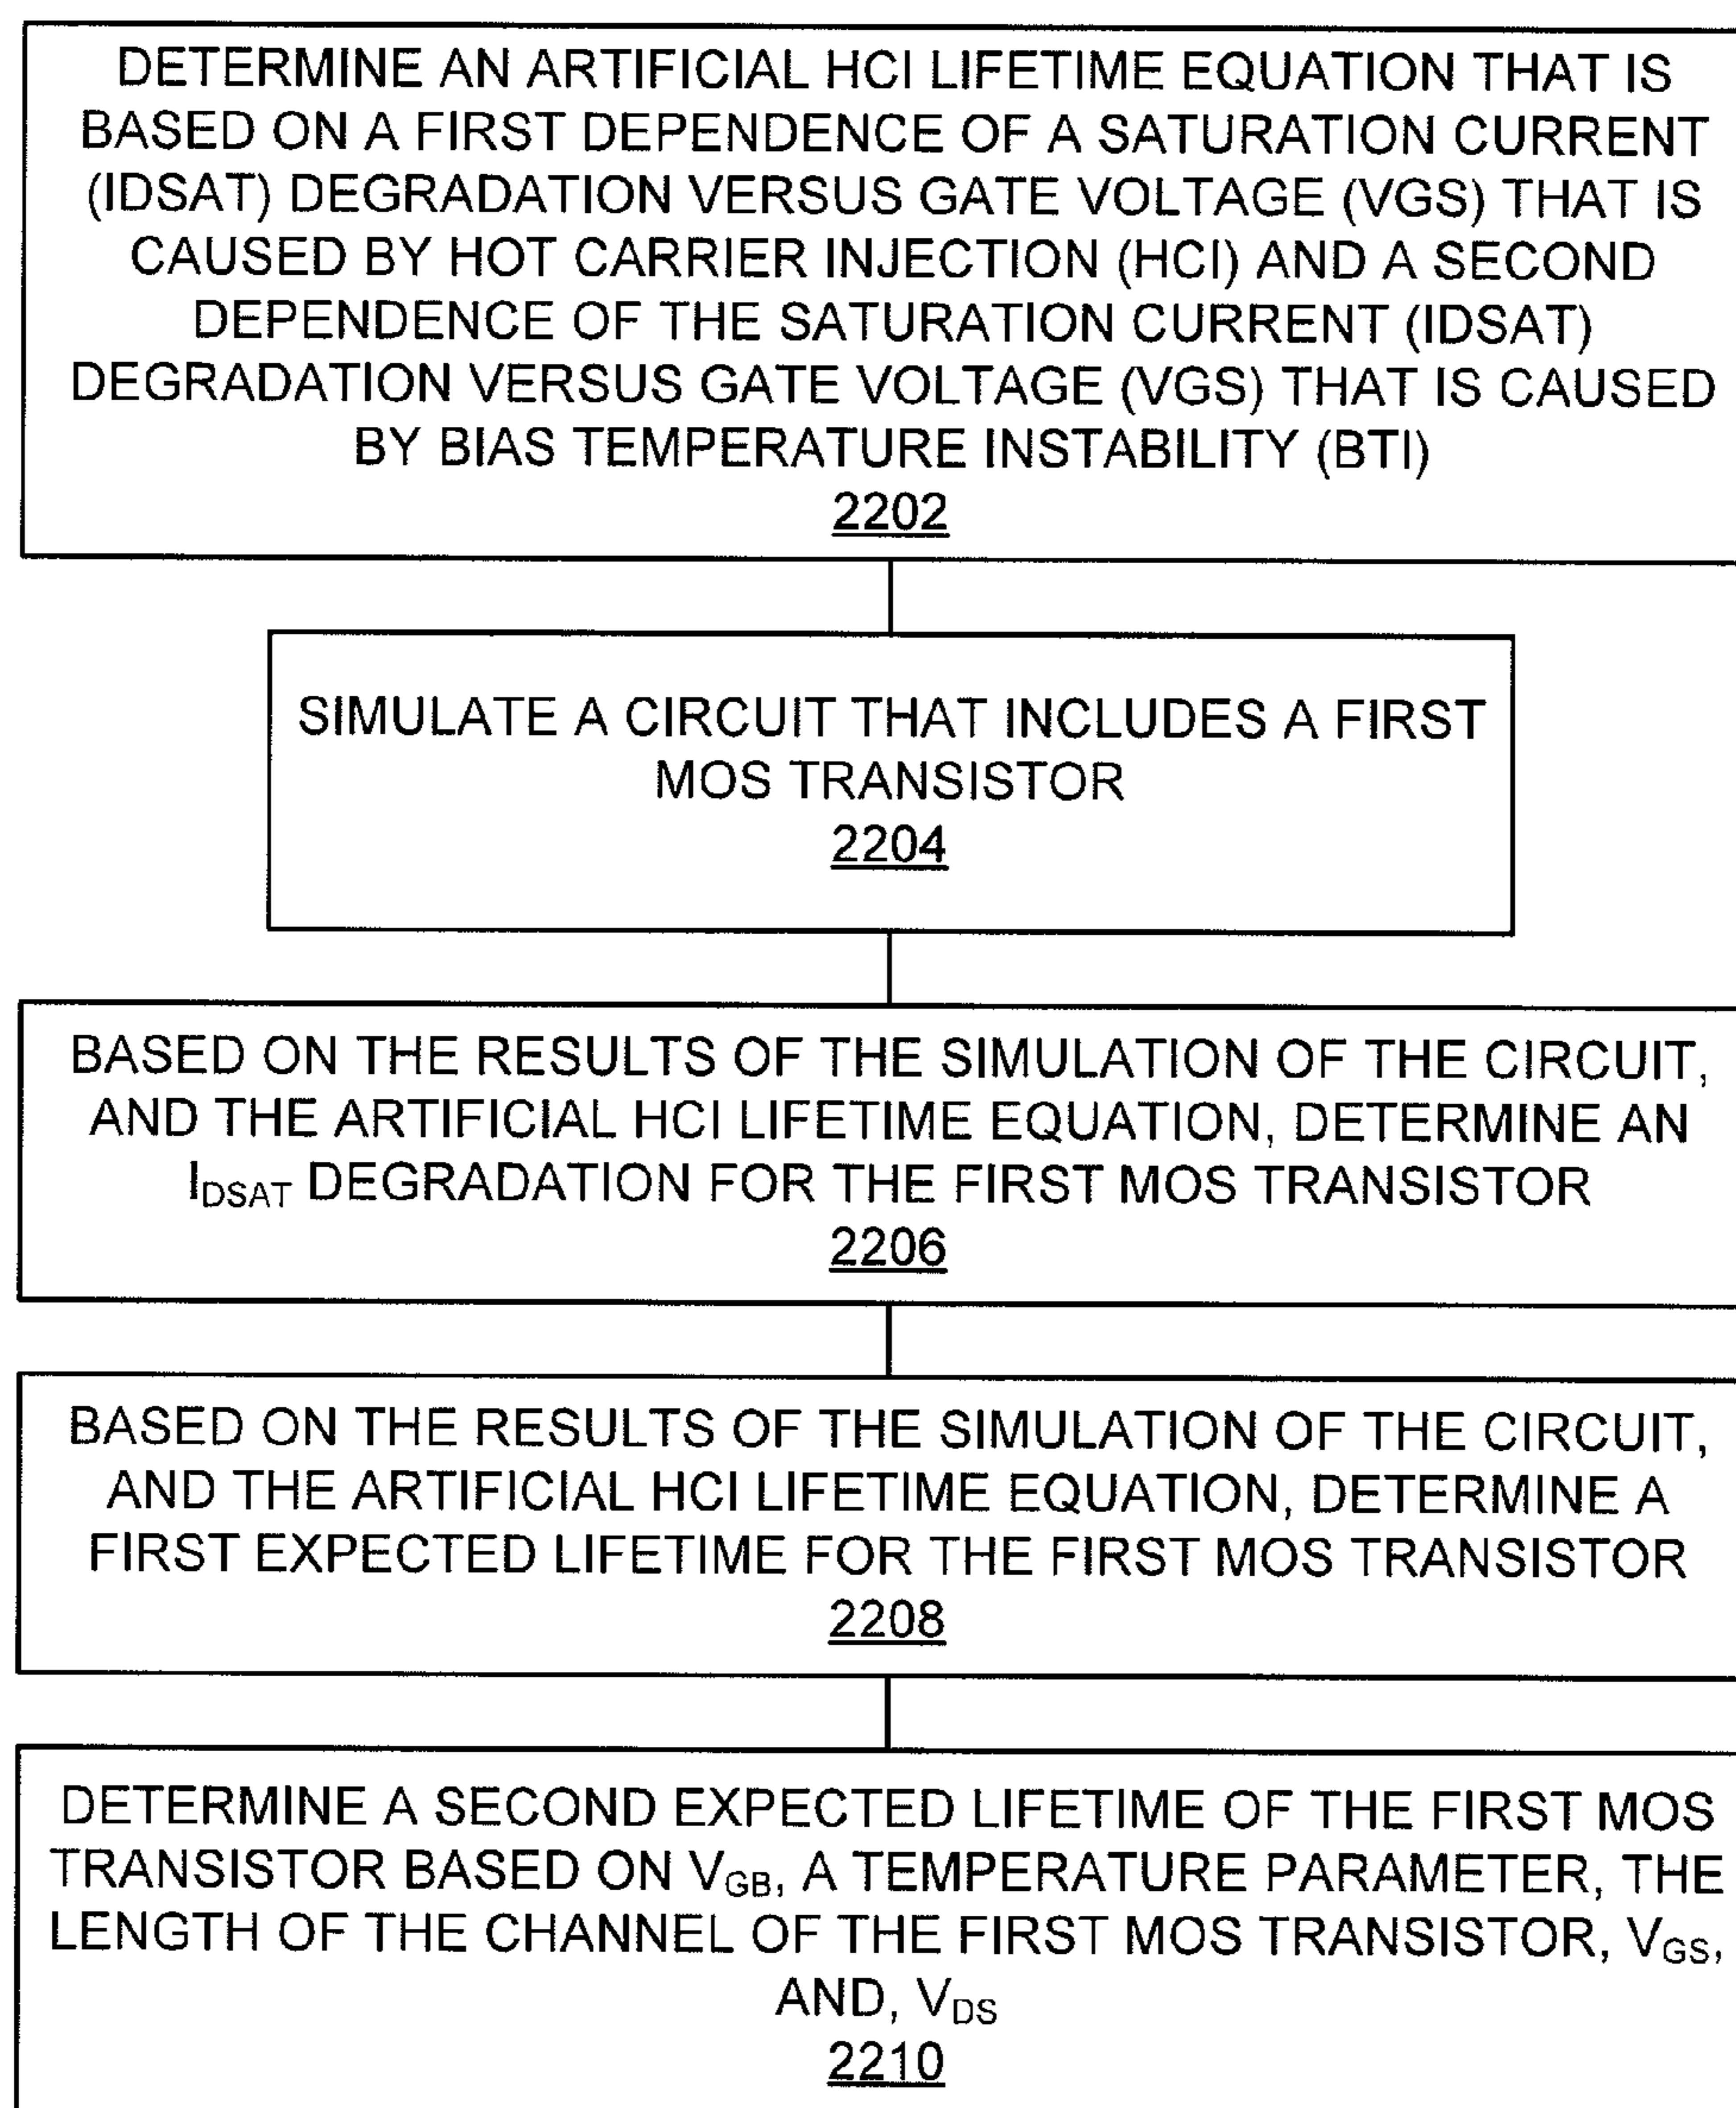 DETERMINE AN ARTIFICIAL HCI LIFETIME EQUATION THAT IS
BASED ON A FIRST DEPENDENCE OF A SATURATION CURRENT
(IDSAT) DEGRADATION VERSUS GATE VOLTAGE (VGS) THAT IS
CAUSED BY HOT CARRIER INJECTION (HCI) AND A SECOND
DEPENDENCE OF THE SATURATION CURRENT (IDSAT)
DEGRADATION VERSUS GATE VOLTAGE (VGS) THAT IS CAUSED
BY BIAS TEMPERATURE INSTABILITY (BTI)
2202
SIMULATE A CIRCUIT THAT INCLUDES A FIRST
MOS TRANSISTOR
2204
BASED ON THE RESULTS OF THE SIMULATION OF THE CIRCUIT,
AND THE ARTIFICIAL HCI LIFETIME EQUATION, DETERMINE AN
IDSAT DEGRADATION FOR THE FIRST MOS TRANSISTOR
2206
BASED ON THE RESULTS OF THE SIMULATION OF THE CIRCUIT,
AND THE ARTIFICIAL HCI LIFETIME EQUATION, DETERMINE A
FIRST EXPECTED LIFETIME FOR THE FIRST MOS TRANSISTOR
2208
DETERMINE A SECOND EXPECTED LIFETIME OF THE FIRST MOS
TRANSISTOR BASED ON VGB, A TEMPERATURE PARAMETER, THE
LENGTH OF THE CHANNEL OF THE FIRST MOS TRANSISTOR, VGS,
AND, VDS
2210